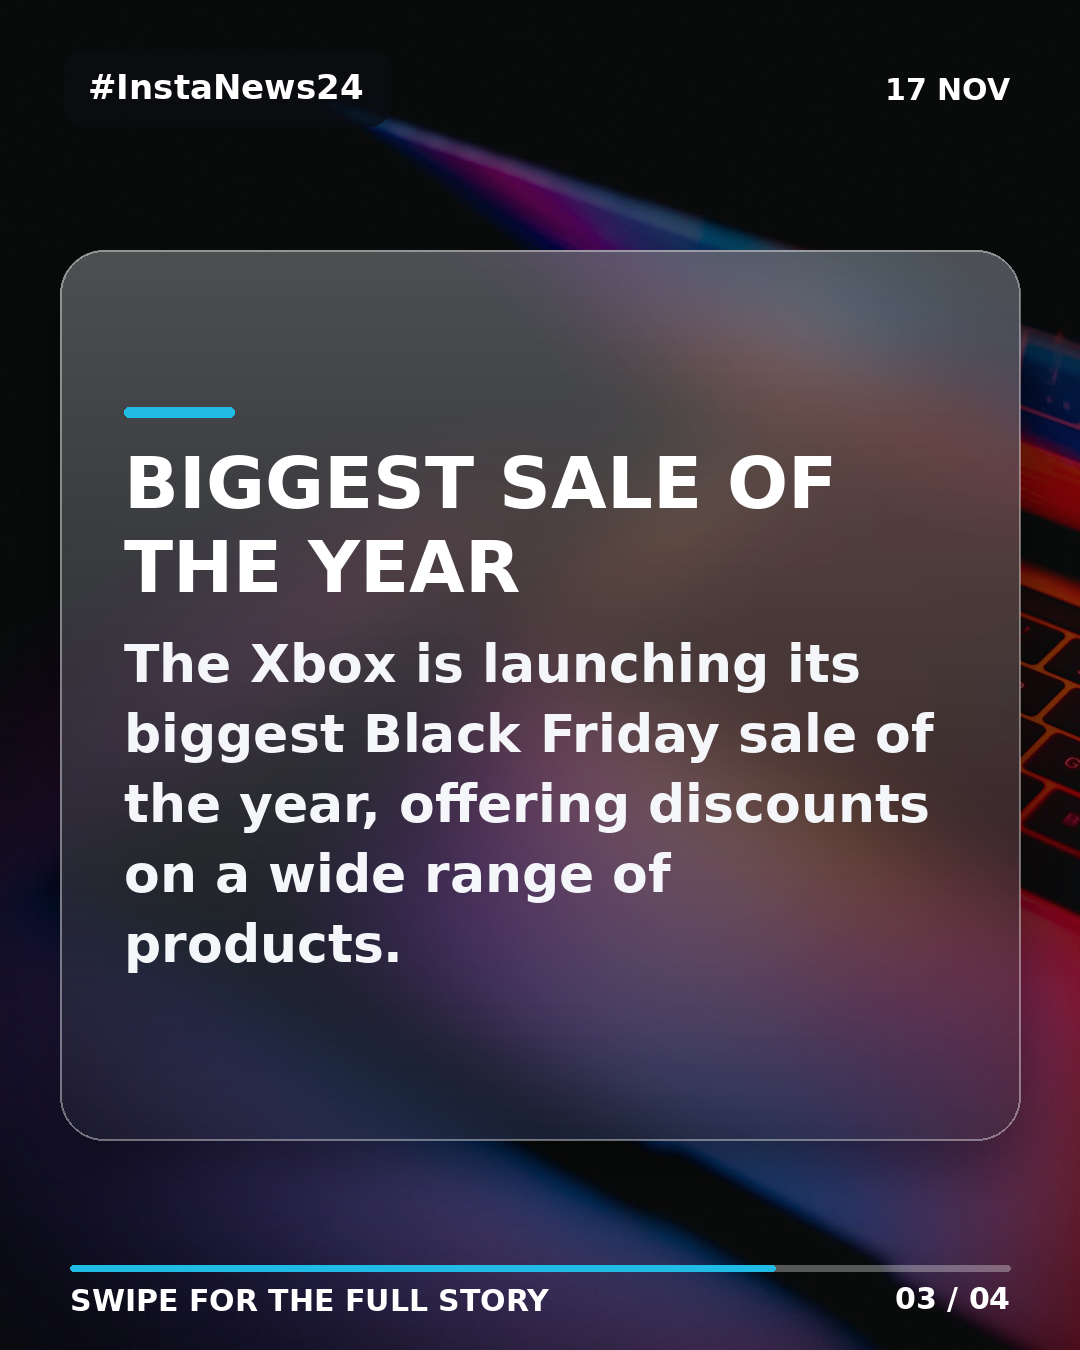 #InstaNews24
17 NOV
BIGGEST SALE OF
THE YEAR
The Xbox is launching its
biggest Black Friday sale of
the year, offering discounts
on a wide range of
products.
SWIPE FOR THE FULL STORY
03 / 04